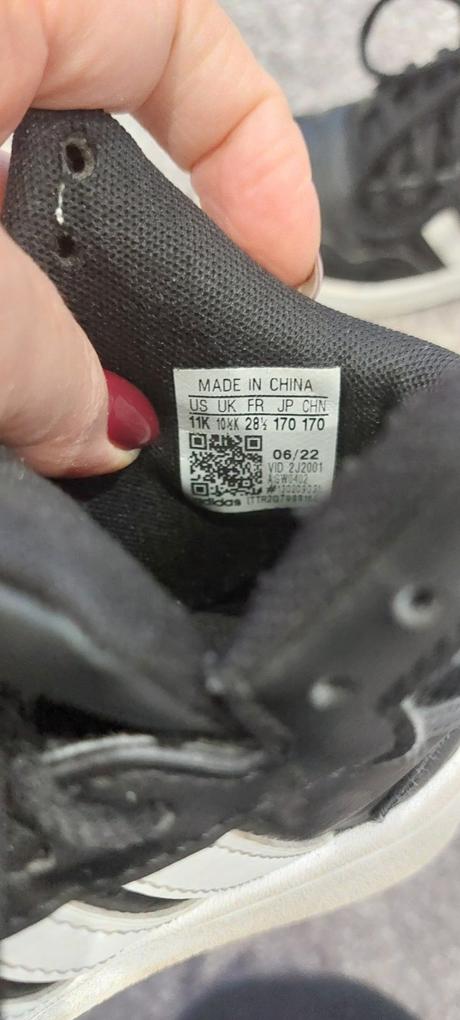 MADE IN CHINA
US UK FR JP CHN
11K 10½K 28½ 170 170
06/22
VID 2J2001
adidas